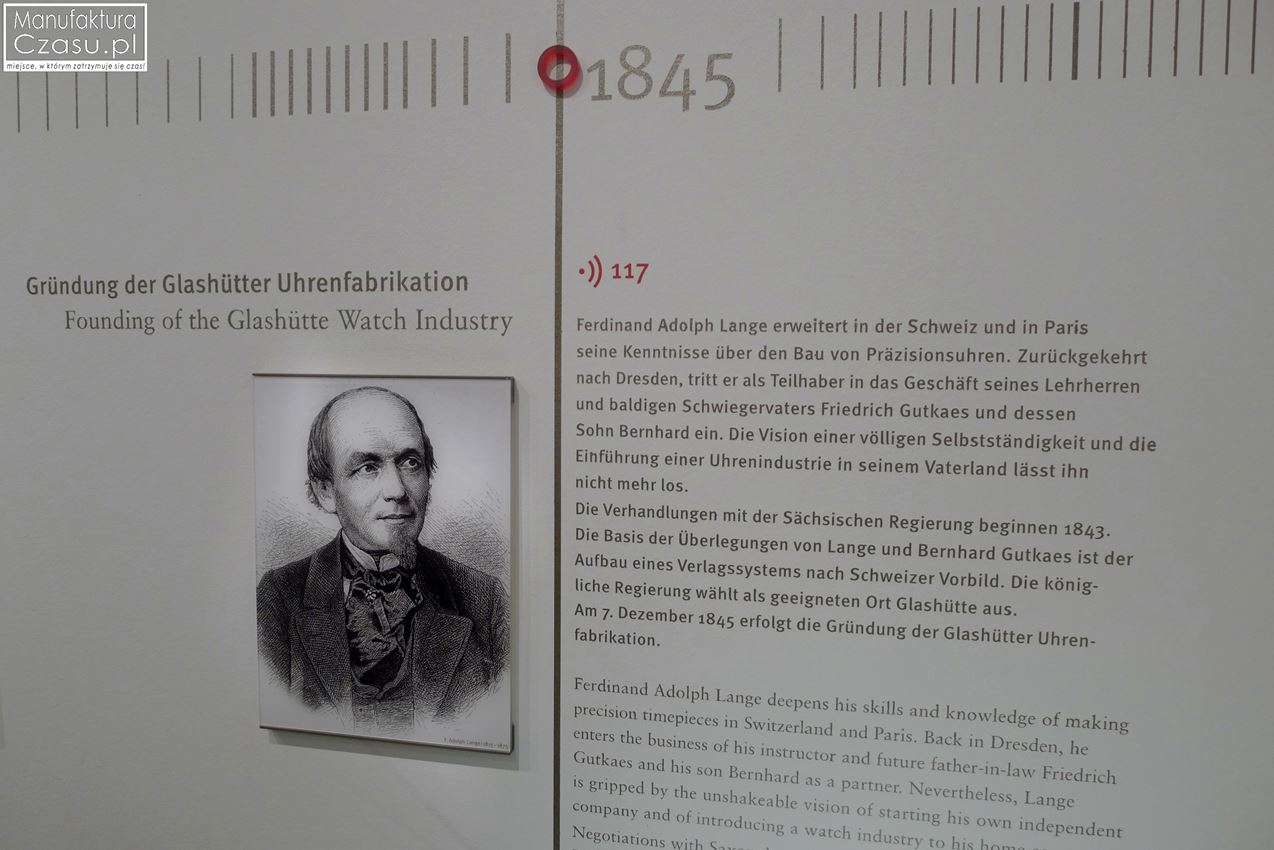 Manufaktura
Czasu.pl
miejsce, w którym zatrzymuje się czas!
1845
Gründung der Glashütter Uhrenfabrikation
Founding of the Glashütte Watch Industry
117
Ferdinand Adolph Lange erweitert in der Schweiz und in Paris
seine Kenntnisse über den Bau von Präzisionsuhren. Zurückgekehrt
nach Dresden, tritt er als Teilhaber in das Geschäft seines Lehrherren
und baldigen Schwiegervaters Friedrich Gutkaes und dessen
Sohn Bernhard ein. Die Vision einer völligen Selbstständigkeit und die
Einführung einer Uhrenindustrie in seinem Vaterland lässt ihn
nicht mehr los.
Die Verhandlungen mit der Sächsischen Regierung beginnen 1843.
Die Basis der Überlegungen von Lange und Bernhard Gutkaes ist der
Aufbau eines Verlagssystems nach Schweizer Vorbild. Die könig-
liche Regierung wählt als geeigneten Ort Glashütte aus.
Am 7. Dezember 1845 erfolgt die Gründung der Glashütter Uhren-
fabrikation.
Ferdinand Adolph Lange deepens his skills and knowledge of making
precision timepieces in Switzerland and Paris. Back in Dresden, he
enters the business of his instructor and future father-in-law Friedrich
Gutkaes and his son Bernhard as a partner. Nevertheless, Lange
is gripped by the unshakeable vision of starting his own independent
company and of introducing a watch industry to his home
Negotiations with
F. Adolph Lange